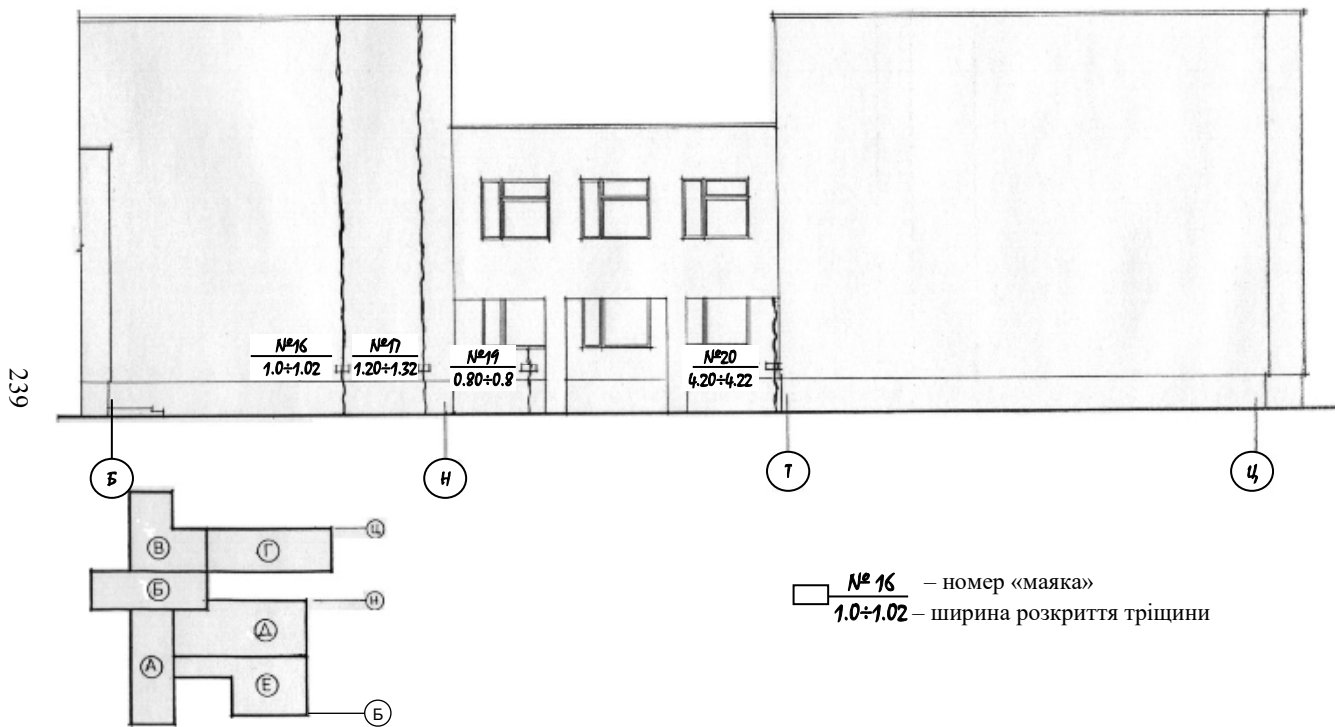 №16
1.0÷1.02
№17
1.20÷1.32
№19
0.80÷0.8
№20
4.20÷4.22
239
Б
Н
Т
Ц
В
Г
Ц
Б
Н
Д
А
Е
Б
№ 16 – номер «маяка»
1.0÷1.02 – ширина розкриття тріщини